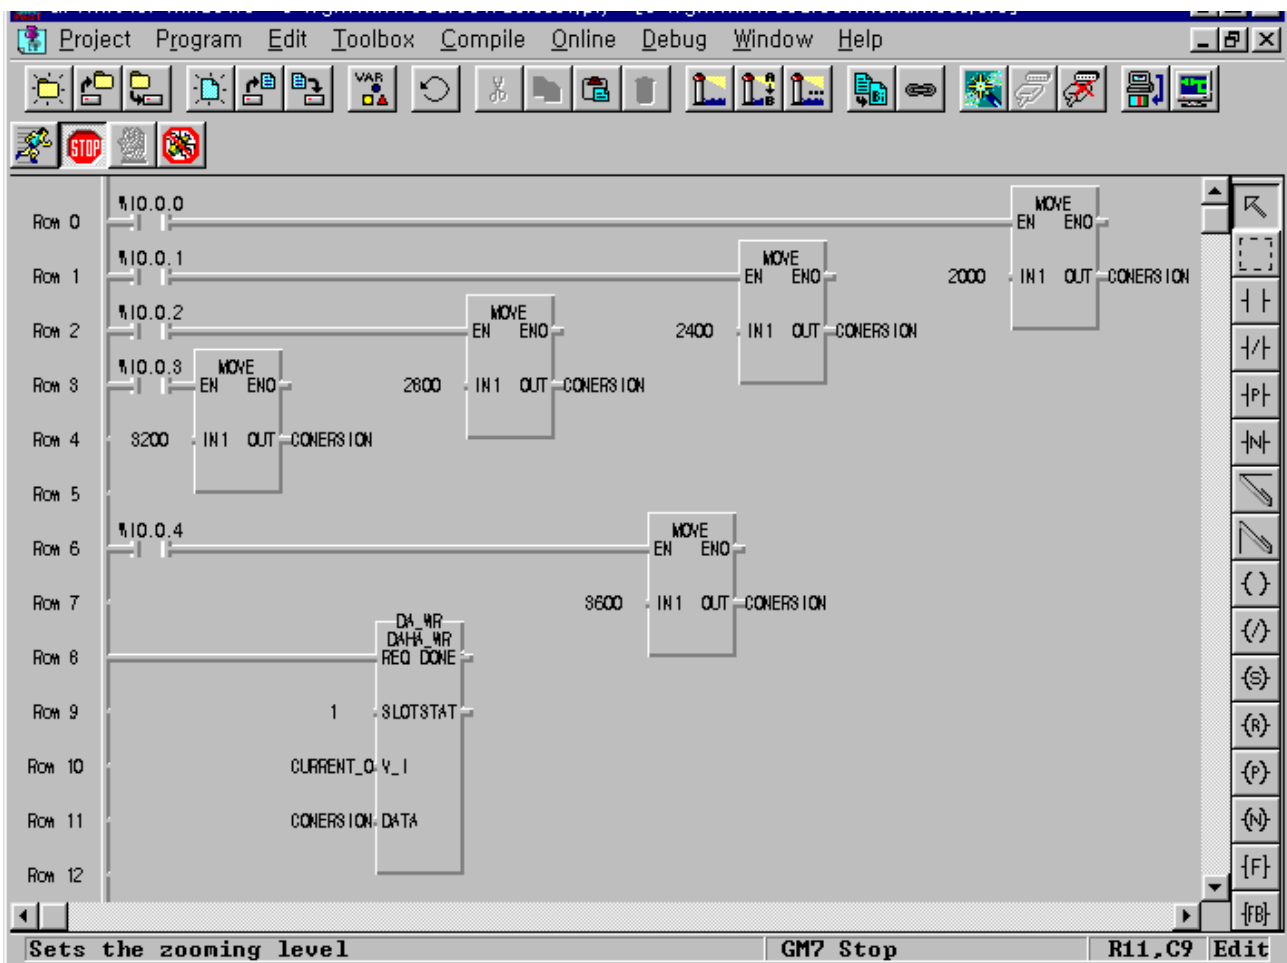 Project Program Edit Toolbox Compile Online Debug Window Help
VAR
A
B
STOP
%I0.0.0 MOVE
Row 0 EN ENO
%I0.0.1 MOVE
Row 1 EN ENO 2000 IN1 OUT CONERSION
%I0.0.2 MOVE
Row 2 EN ENO 2400 IN1 OUT CONERSION
%I0.0.3 MOVE
Row 3 EN ENO 2800 IN1 OUT CONERSION
Row 4 3200 IN1 OUT CONERSION
Row 5
%I0.0.4 MOVE
Row 6 EN ENO
Row 7 3600 IN1 OUT CONERSION
DA_WR
DAHA_WR
Row 8 REQ DONE
Row 9 1 SLOTSTAT
Row 10 CURRENT_O V_I
Row 11 CONERSION DATA
Row 12
P
N
(S)
(R)
(P)
(N)
{F}
{FB}
Sets the zooming level GM7 Stop R11,C9 Edit